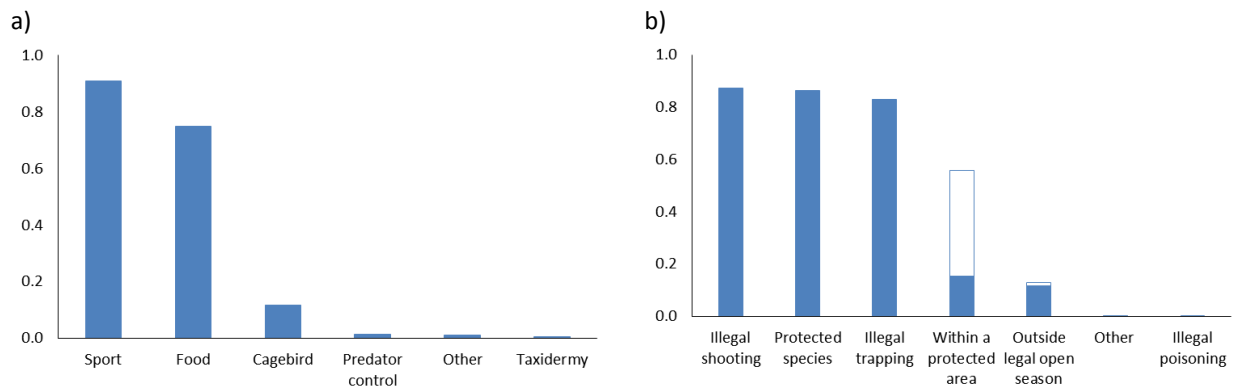 a)
1.0
0.8
0.6
0.4
0.2
0.0
Sport
Food
Cagebird
Predator
control
Other
Taxidermy
b)
1.0
0.8
0.6
0.4
0.2
0.0
Illegal
shooting
Protected
species
Illegal
trapping
Within a
protected
area
Outside
legal open
season
Other
Illegal
poisoning